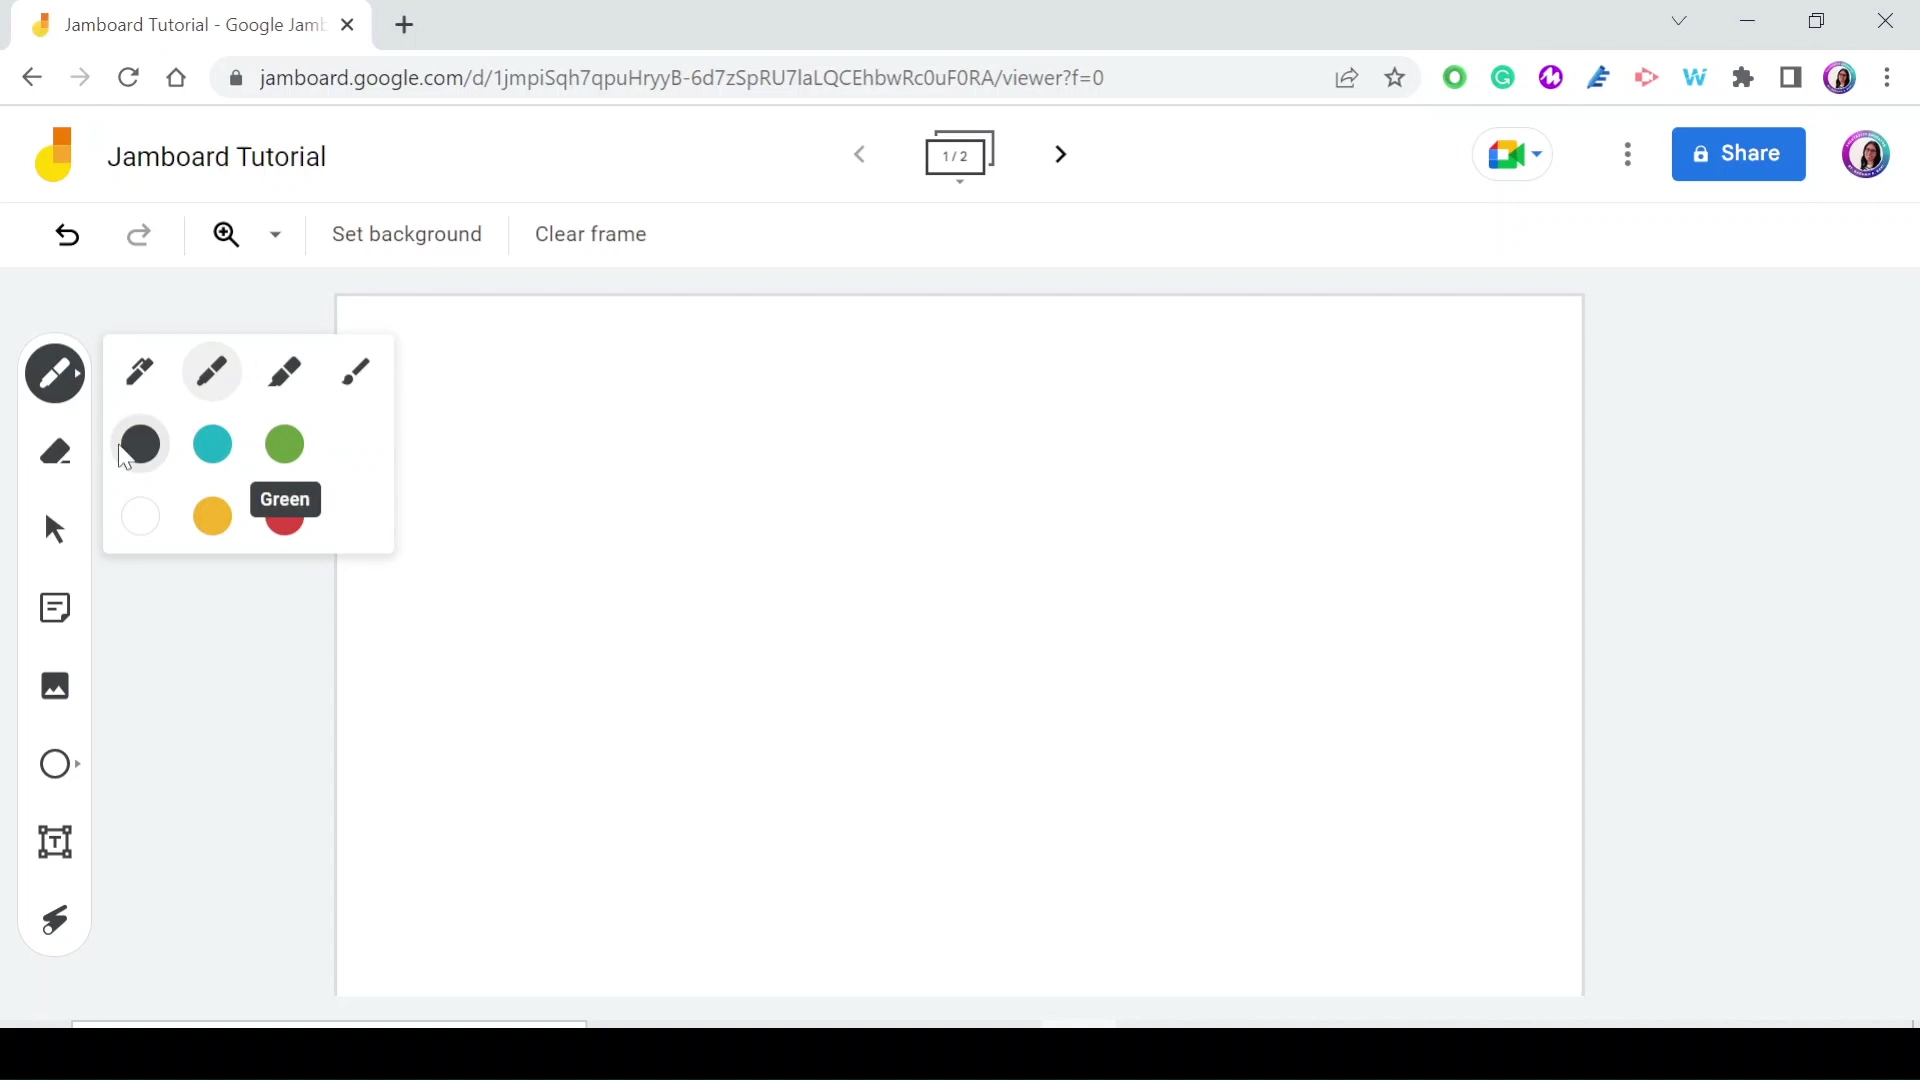 Jamboard Tutorial - Google Jamb
jamboard.google.com/d/1jmpiSqh7qpuHryyB-6d7zSpRU7laLQCEhbwRc0uF0RA/viewer?f=0
Jamboard Tutorial
1 / 2
Share
Set background
Clear frame
Green